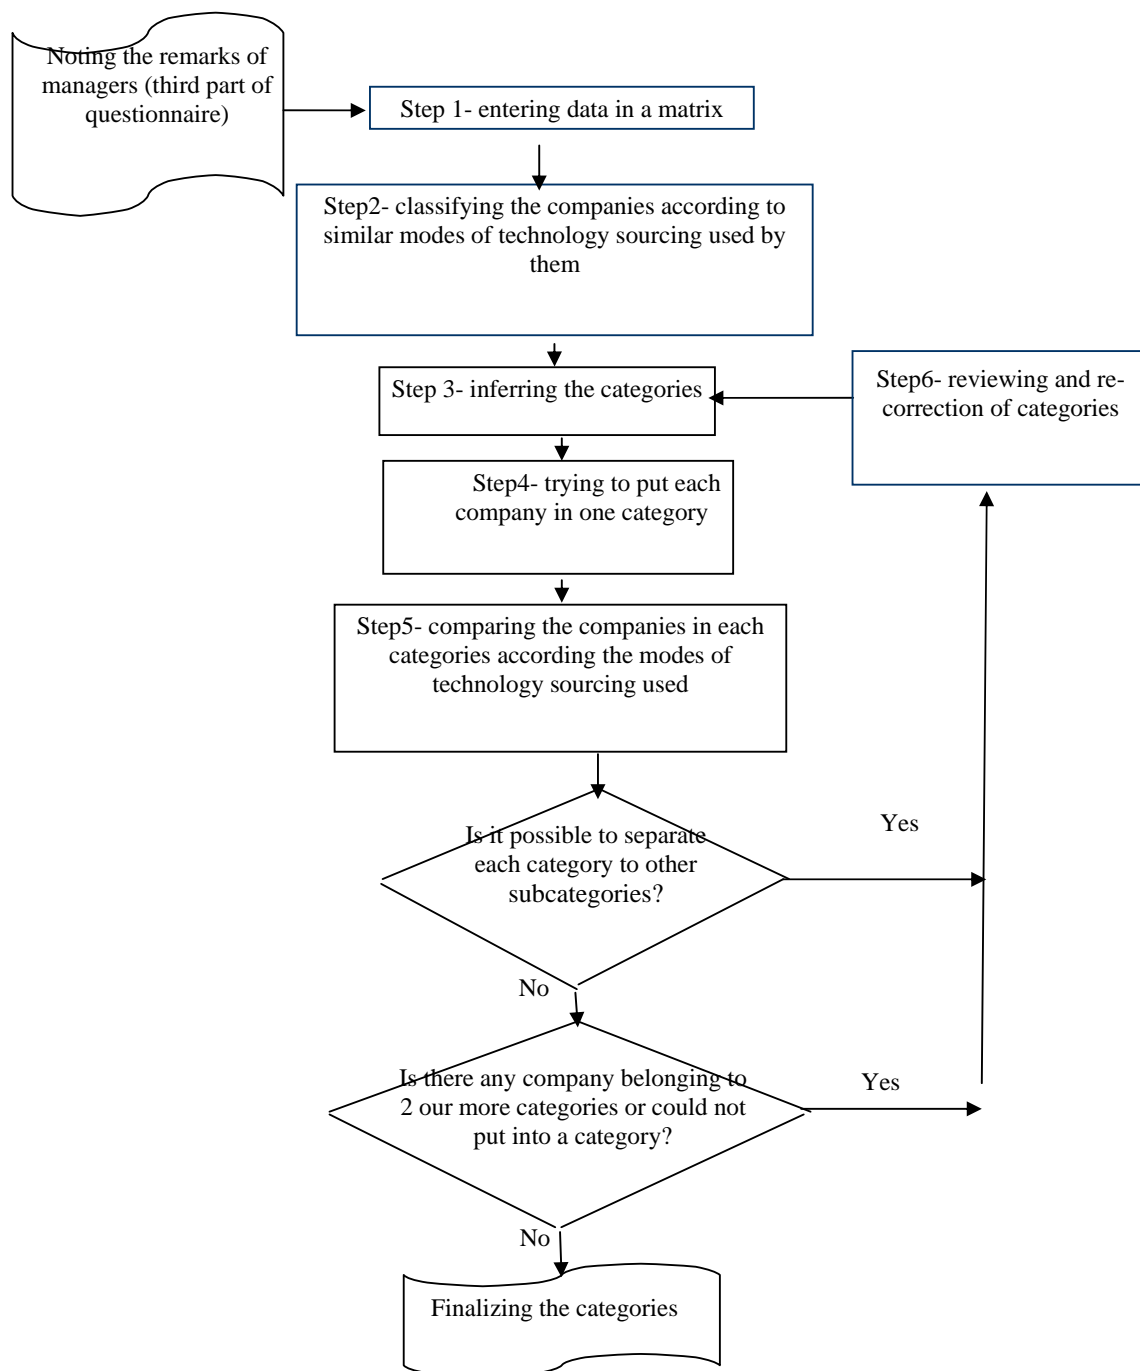 Noting the remarks of
managers (third part of
questionnaire)
Step 1- entering data in a matrix
Step2- classifying the companies according to
similar modes of technology sourcing used by
them
Step 3- inferring the categories
Step6- reviewing and re-
correction of categories
Step4- trying to put each
company in one category
Step5- comparing the companies in each
categories according the modes of
technology sourcing used
Is it possible to separate
each category to other
subcategories?
Yes
No
Is there any company belonging to
2 our more categories or could not
put into a category?
Yes
No
Finalizing the categories